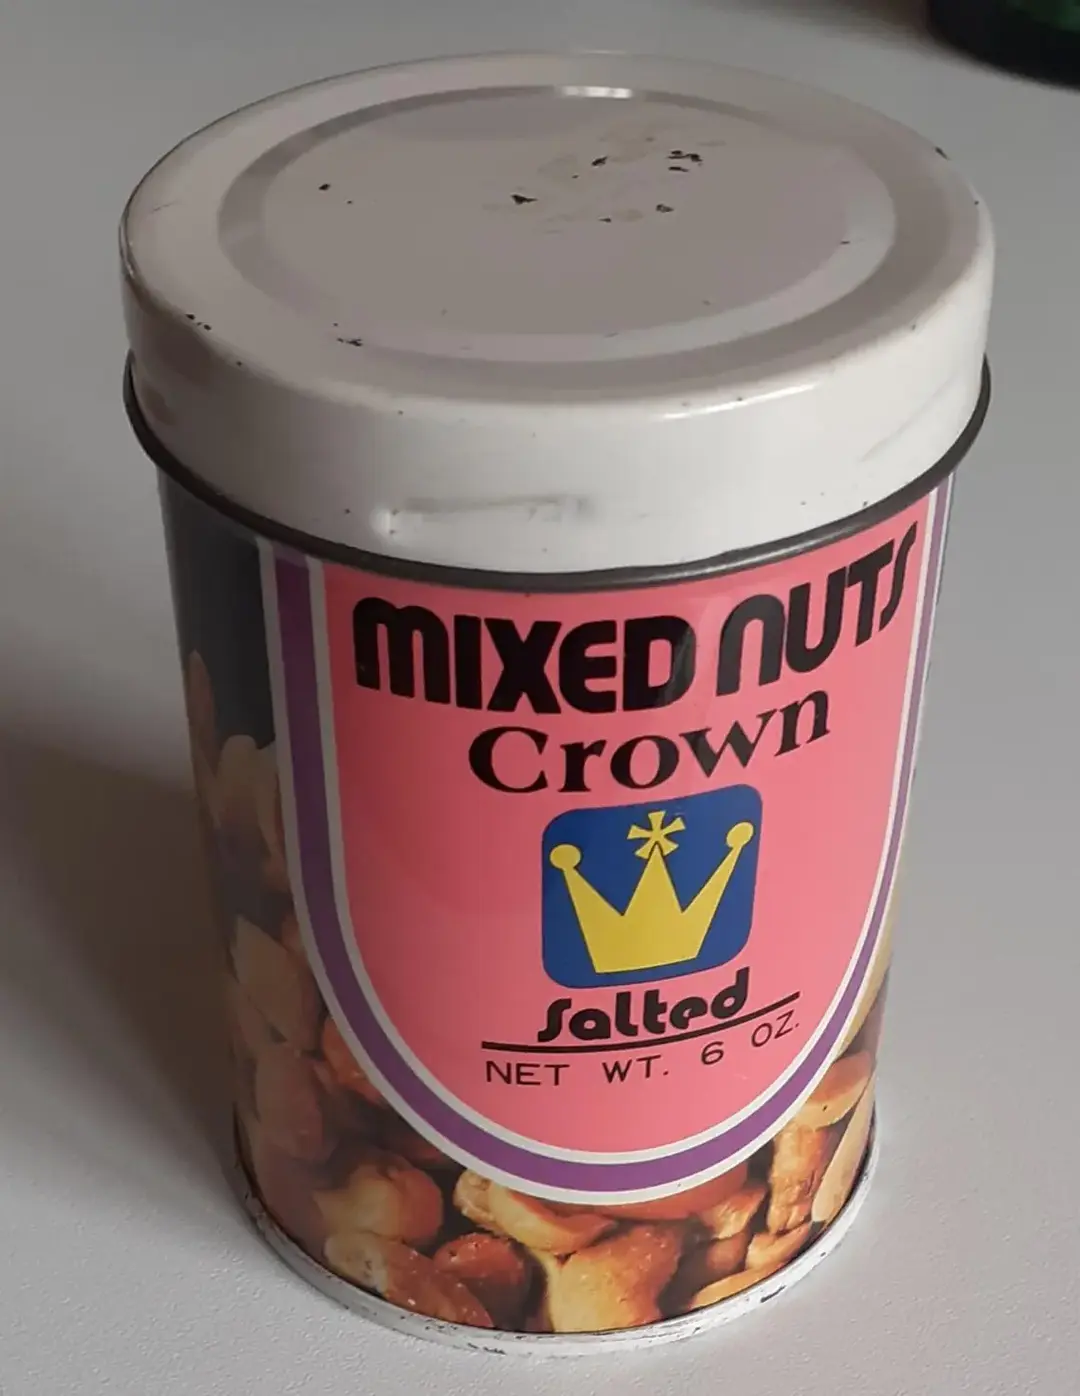 MIXED NUTS
Crown
Salted
NET WT. 6 OZ.